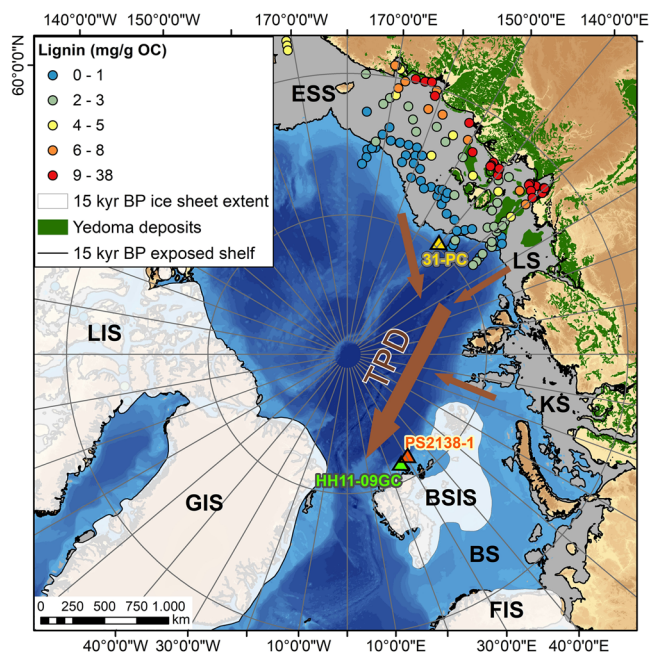 140°0'0"W 150°0'0"W 170°0'0"W 170°0'0"E 150°0'0"E 140°0'0"E
60°0'0"N
Lignin (mg/g OC)
0 - 1
2 - 3
4 - 5
6 - 8
9 - 38
15 kyr BP ice sheet extent
Yedoma deposits
15 kyr BP exposed shelf
ESS
31-PC
LS
LIS
TPD
KS
PS2138-1
HH11-09GC
BSIS
GIS
BS
FIS
0 250 500 750 1.000
km
40°0'0"W 30°0'0"W 10°0'0"W 10°0'0"E 30°0'0"E 40°0'0"E